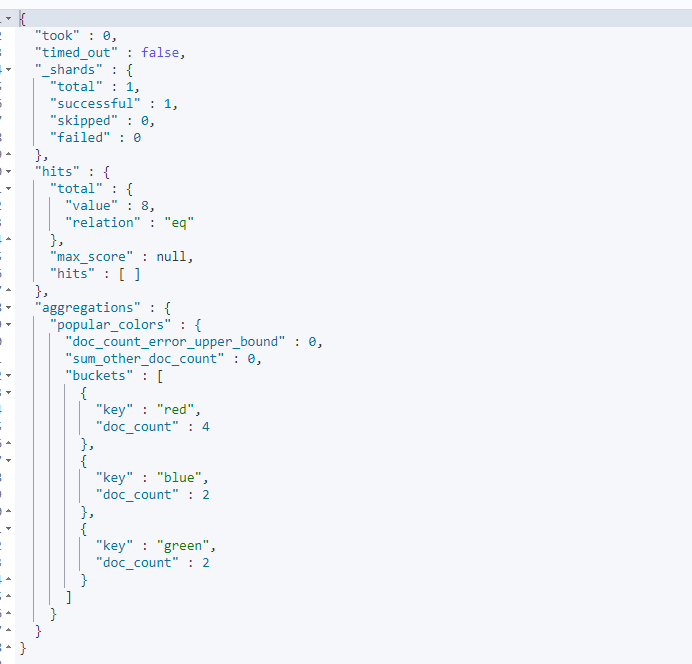 {
"took" : 0,
"timed_out" : false,
"_shards" : {
"total" : 1,
"successful" : 1,
"skipped" : 0,
"failed" : 0
},
"hits" : {
"total" : {
"value" : 8,
"relation" : "eq"
},
"max_score" : null,
"hits" : [ ]
},
"aggregations" : {
"popular_colors" : {
"doc_count_error_upper_bound" : 0,
"sum_other_doc_count" : 0,
"buckets" : [
{
"key" : "red",
"doc_count" : 4
},
{
"key" : "blue",
"doc_count" : 2
},
{
"key" : "green",
"doc_count" : 2
}
]
}
}
}